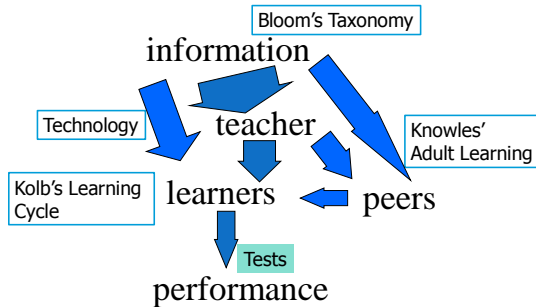 Bloom’s Taxonomy
information
Technology
teacher
Knowles’
Adult Learning
Kolb’s Learning
Cycle
learners
peers
Tests
performance